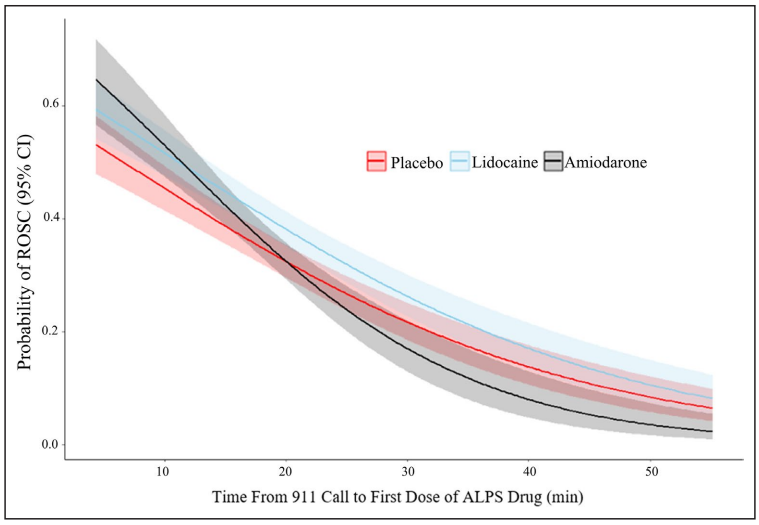 Probability of ROSC (95% CI)
0.6
0.4
0.2
0.0
Placebo Lidocaine Amiodarone
10 20 30 40 50
Time From 911 Call to First Dose of ALPS Drug (min)